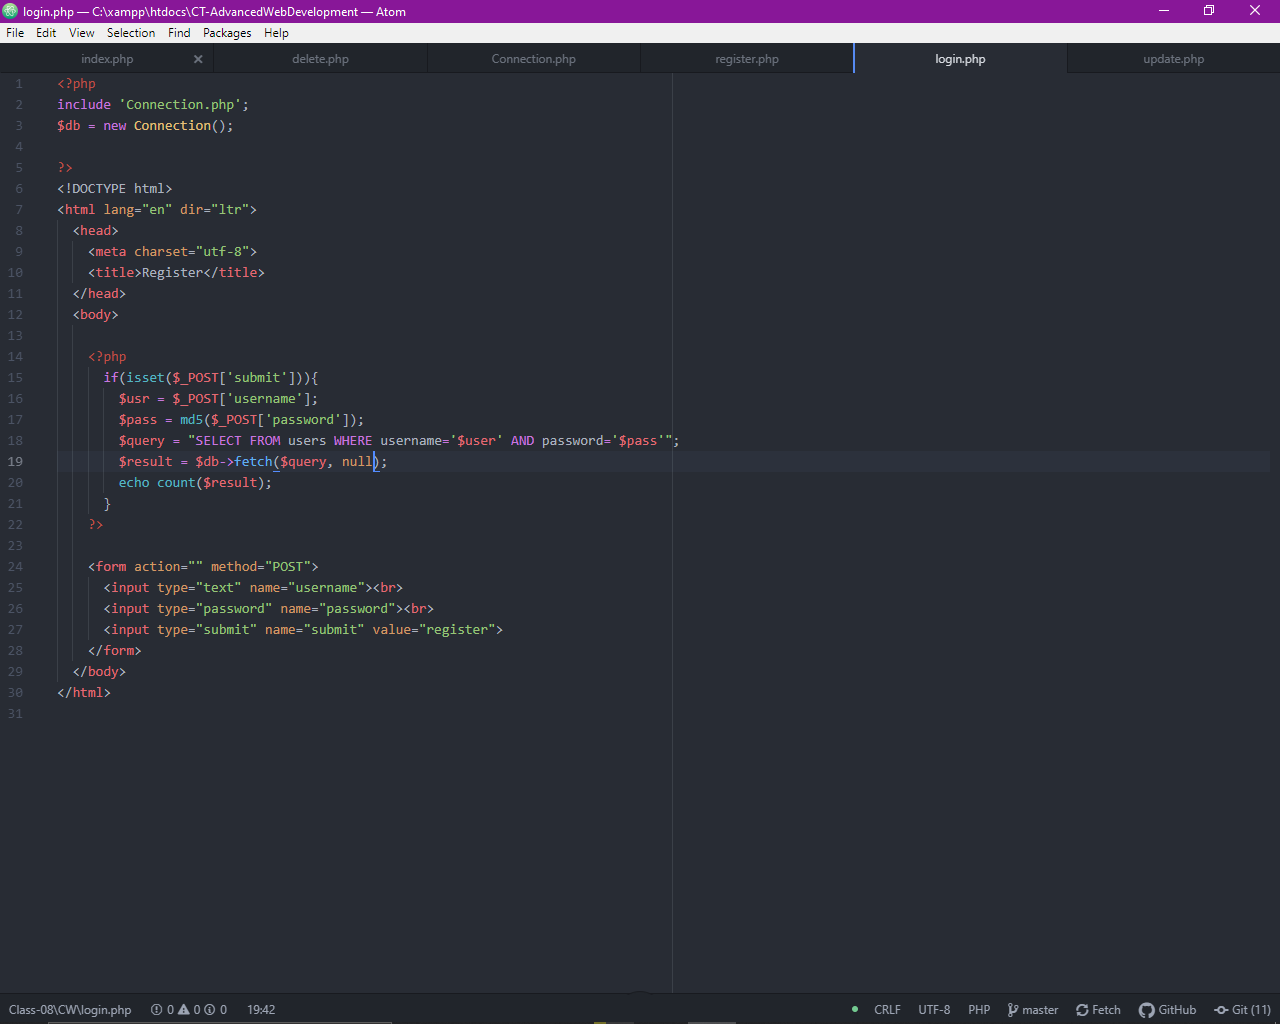 login.php — C:\xampp\htdocs\CT-AdvancedWebDevelopment — Atom
File Edit View Selection Find Packages Help
index.php × delete.php Connection.php register.php login.php update.php
1 <?php
2 include 'Connection.php';
3 $db = new Connection();
4
5 ?>
6 <!DOCTYPE html>
7 <html lang="en" dir="ltr">
8 <head>
9 <meta charset="utf-8">
10 <title>Register</title>
11 </head>
12 <body>
13
14 <?php
15 if(isset($_POST['submit'])){
16 $usr = $_POST['username'];
17 $pass = md5($_POST['password']);
18 $query = "SELECT FROM users WHERE username='$user' AND password='$pass'";
19 $result = $db->fetch($query, null);
20 echo count($result);
21 }
22 ?>
23
24 <form action="" method="POST">
25 <input type="text" name="username"><br>
26 <input type="password" name="password"><br>
27 <input type="submit" name="submit" value="register">
28 </form>
29 </body>
30 </html>
31
Class-08\CW\login.php 0 0 0 19:42 CRLF UTF-8 PHP master Fetch GitHub Git (11)